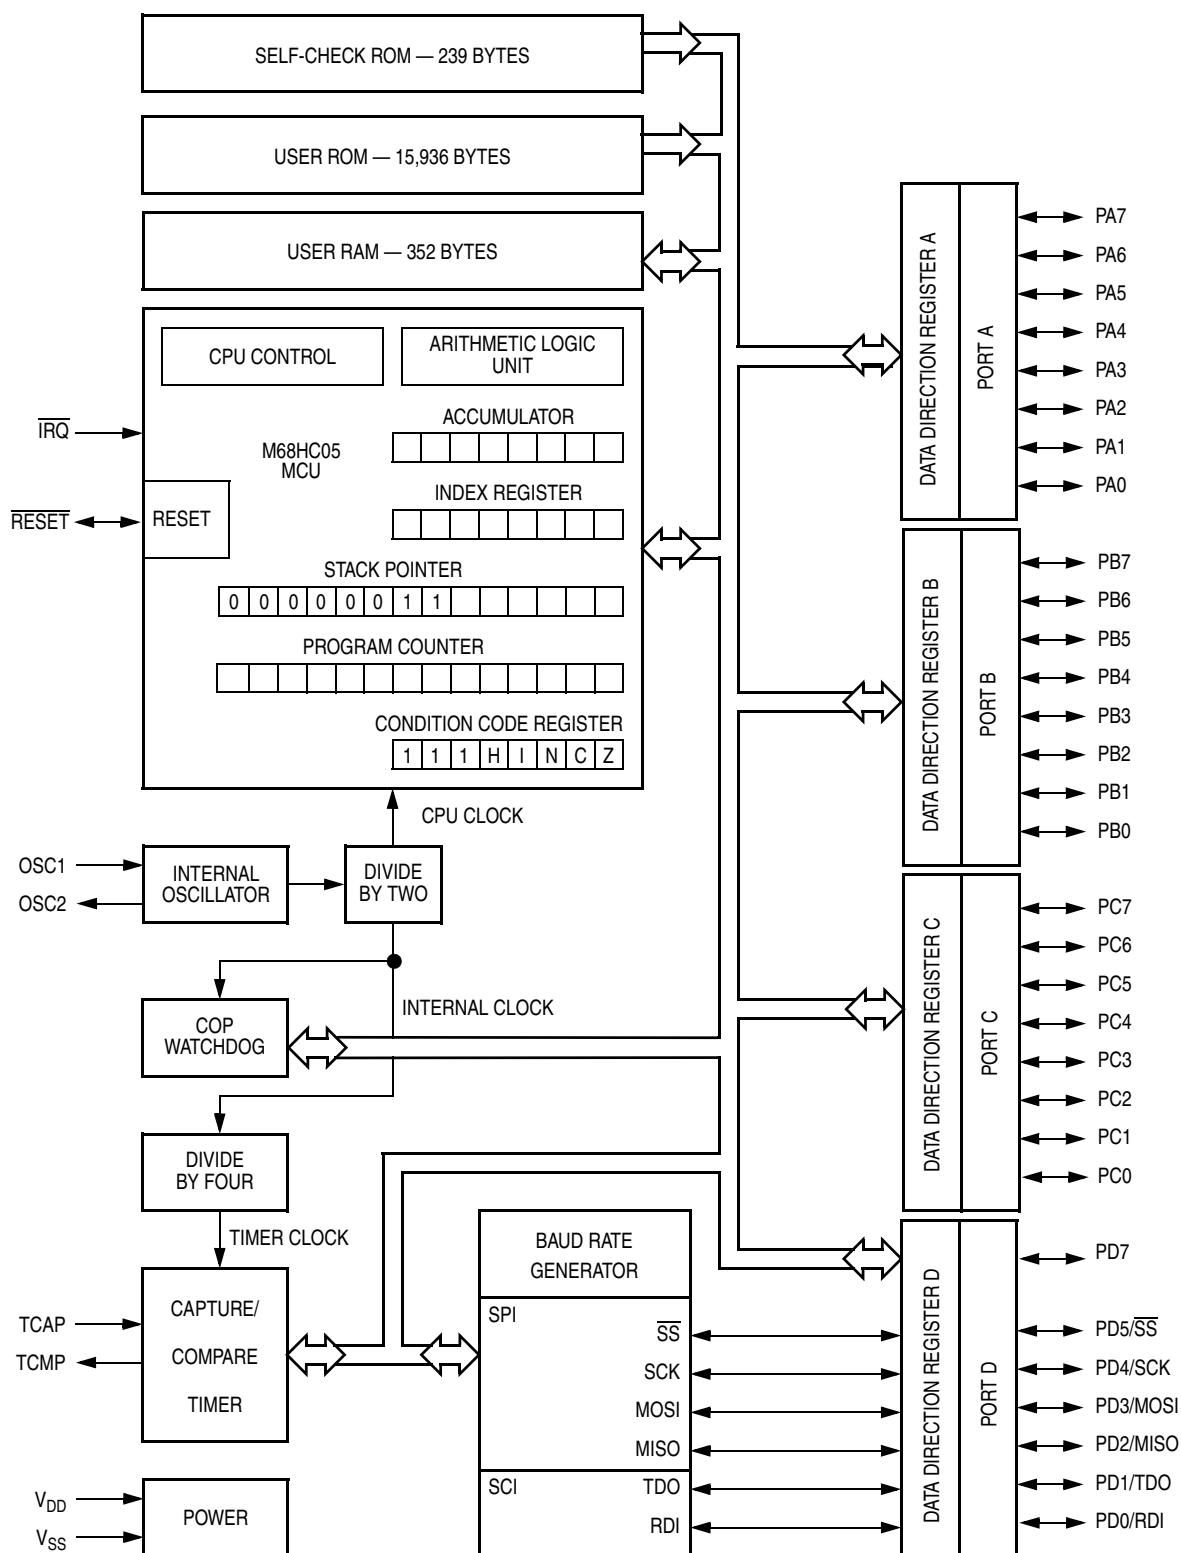 SELF-CHECK ROM — 239 BYTES
USER ROM — 15,936 BYTES
USER RAM — 352 BYTES
CPU CONTROL
ARITHMETIC LOGIC
UNIT
ACCUMULATOR
M68HC05
MCU
INDEX REGISTER
IRQ
RESET
RESET
STACK POINTER
0 0 0 0 0 0 1 1
PROGRAM COUNTER
CONDITION CODE REGISTER
1 1 1 H I N C Z
CPU CLOCK
OSC1
OSC2
INTERNAL
OSCILLATOR
DIVIDE
BY TWO
INTERNAL CLOCK
COP
WATCHDOG
DIVIDE
BY FOUR
TIMER CLOCK
TCAP
TCMP
CAPTURE/
COMPARE
TIMER
VDD
VSS
POWER
BAUD RATE
GENERATOR
SPI
SS
SCK
MOSI
MISO
SCI
TDO
RDI
DATA DIRECTION REGISTER A
PORT A
PA7
PA6
PA5
PA4
PA3
PA2
PA1
PA0
DATA DIRECTION REGISTER B
PORT B
PB7
PB6
PB5
PB4
PB3
PB2
PB1
PB0
DATA DIRECTION REGISTER C
PORT C
PC7
PC6
PC5
PC4
PC3
PC2
PC1
PC0
DATA DIRECTION REGISTER D
PORT D
PD7
PD5/SS
PD4/SCK
PD3/MOSI
PD2/MISO
PD1/TDO
PD0/RDI